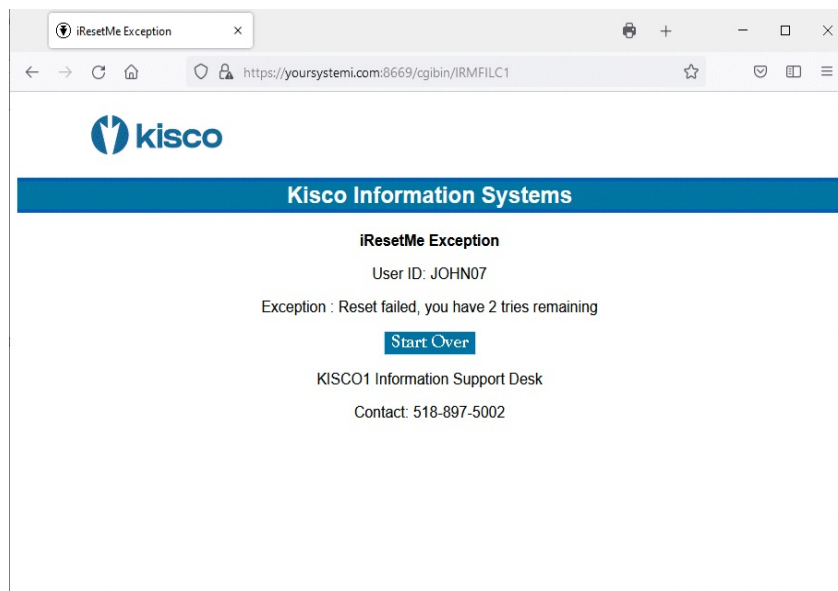 iResetMe Exception
https://yoursystemi.com:8669/cgibin/IRMFILC1
kisco
Kisco Information Systems
iResetMe Exception
User ID: JOHN07
Exception : Reset failed, you have 2 tries remaining
Start Over
KISCO1 Information Support Desk
Contact: 518-897-5002